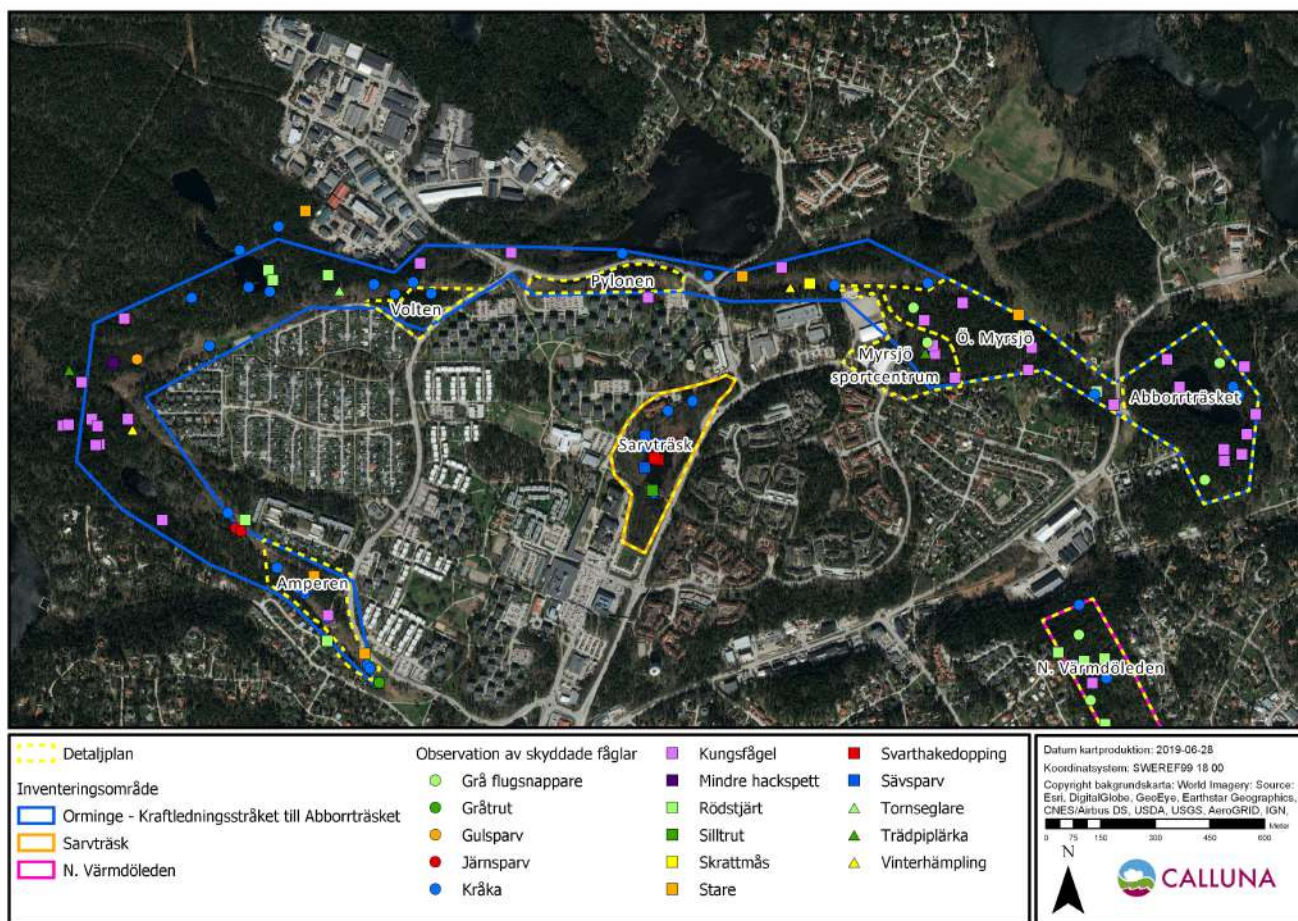 Volten
Pylonen
Ö. Myrsjö
Myrsjö
sportcentrum
Abborrträsket
Sarvträsk
Amperen
N. Värmdöleden
Detaljplan
Inventeringsområde
Orminge - Kraftledningsstråket till Abborrträsket
Sarvträsk
N. Värmdöleden
Observation av skyddade fåglar
Grå flugsnappare
Gråtrut
Gulsparv
Järnsparv
Kråka
Kungsfågel
Mindre hackspett
Rödstjärt
Silltrut
Skrattmås
Stare
Svarthakedopping
Sävsparv
Tornseglare
Trädpiplärka
Vinterhämpling
Datum kartproduktion: 2019-06-28
Koordinatsystem: SWEREF99 18 00
Copyright bakgrundskarta: World Imagery: Source:
Esri, DigitalGlobe, GeoEye, Earthstar Geographics,
CNES/Airbus DS, USDA, USGS, AeroGRID, IGN,
Meter
0 75 150 300 450 600
N
CALLUNA